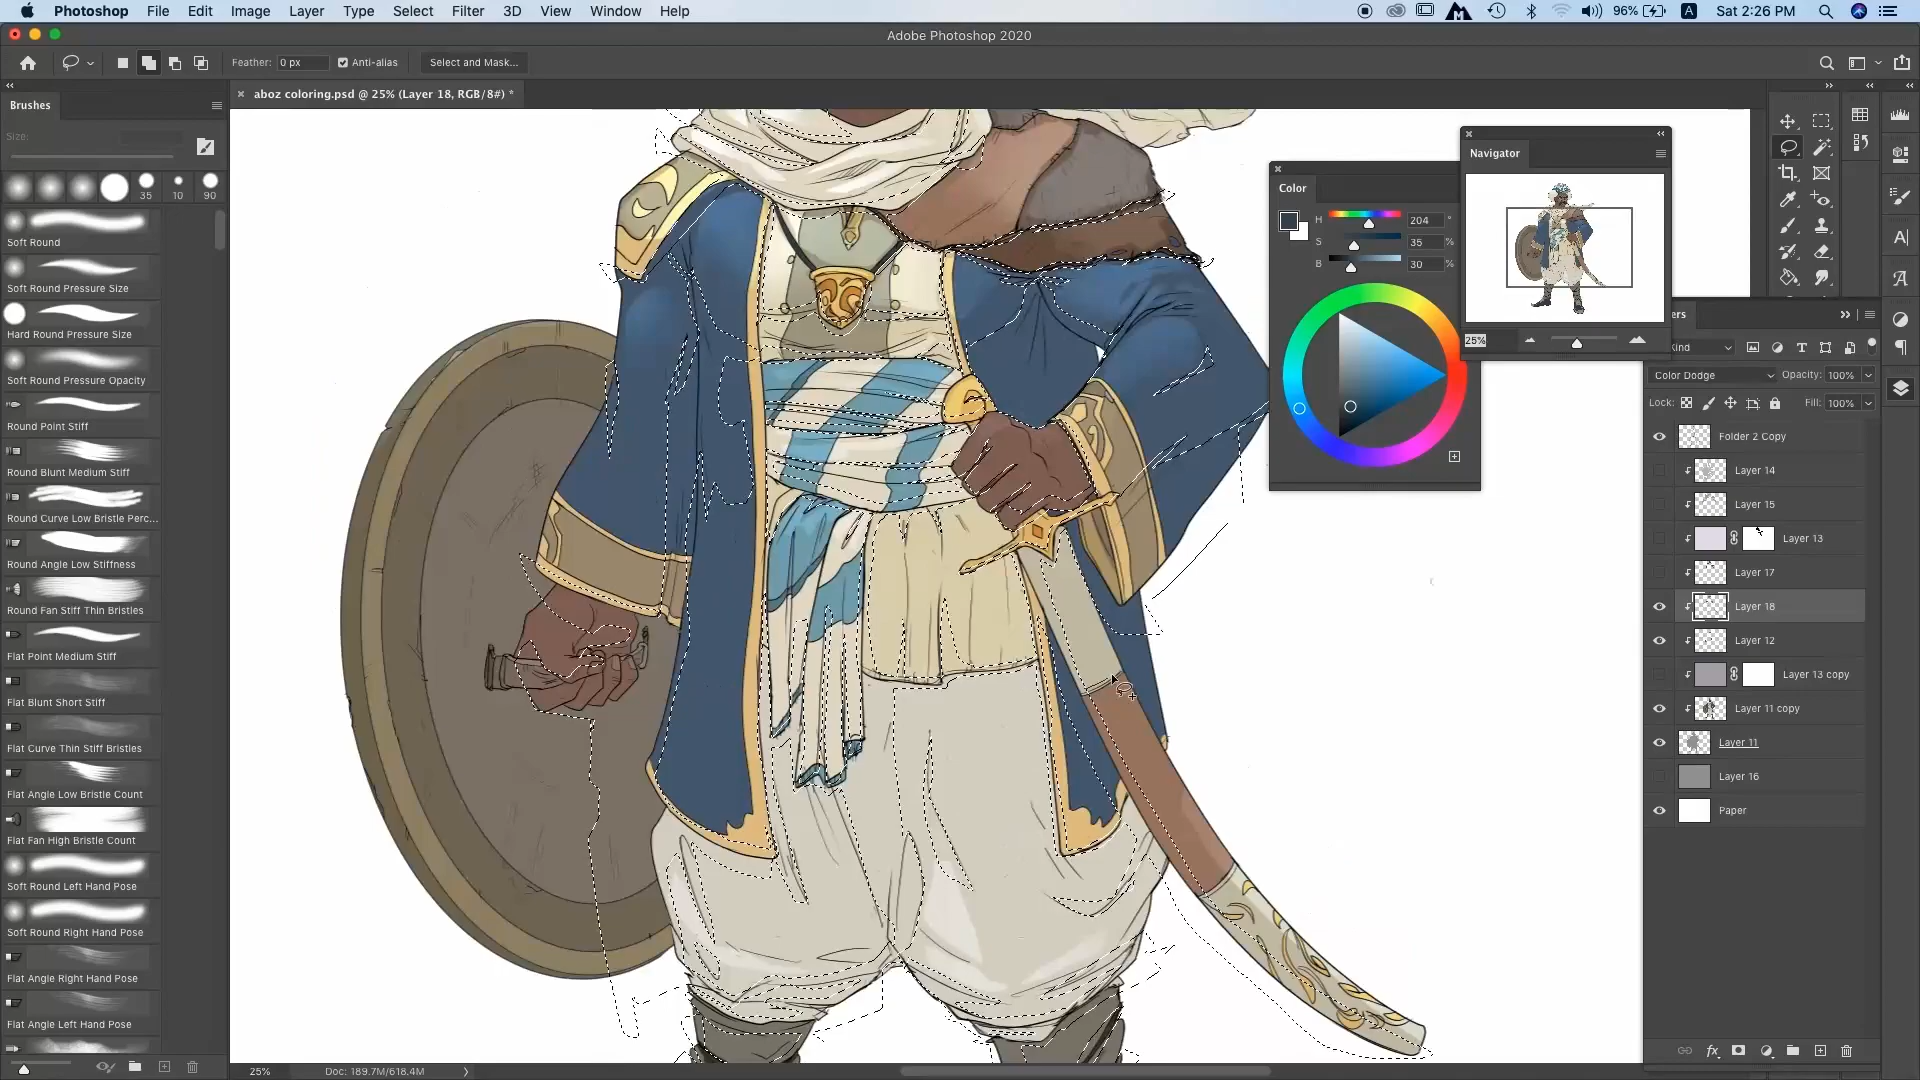 Photoshop File Edit Image Layer Type Select Filter 3D View Window Help 96% A Sat 2:26 PM
Adobe Photoshop 2020
Feather: 0 px Anti-alias Select and Mask...
aboz coloring.psd @ 25% (Layer 18, RGB/8#) *
Brushes
Size:
35 10 90
Soft Round
Soft Round Pressure Size
Hard Round Pressure Size
Soft Round Pressure Opacity
Round Point Stiff
Round Blunt Medium Stiff
Round Curve Low Bristle Perc...
Round Angle Low Stiffness
Round Fan Stiff Thin Bristles
Flat Point Medium Stiff
Flat Blunt Short Stiff
Flat Curve Thin Stiff Bristles
Flat Angle Low Bristle Count
Flat Fan High Bristle Count
Soft Round Left Hand Pose
Soft Round Right Hand Pose
Flat Angle Right Hand Pose
Flat Angle Left Hand Pose
Color
H 204 °
S 35 %
B 30 %
Navigator
25%
ers
Kind
Color Dodge Opacity: 100%
Lock: Fill: 100%
Folder 2 Copy
Layer 14
Layer 15
Layer 13
Layer 17
Layer 18
Layer 12
Layer 13 copy
Layer 11 copy
Layer 11
Layer 16
Paper
fx
25% Doc: 189.7M/618.4M